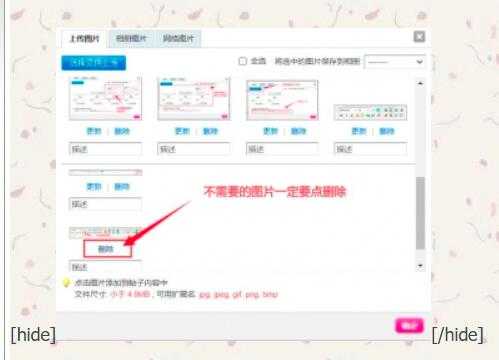 上传图片 相册图片 网络图片
选择文件上传
全选 将选中的图片保存到相册
更新 | 删除 更新 | 删除 更新 | 删除 更新 | 删除
描述 描述 描述 描述
更新 | 删除
描述
不需要的图片一定要点删除
删除
描述
点击图片添加到帖子内容中
文件尺寸: 小于 4.8MB , 可用扩展名: jpg, jpeg, gif, png, bmp
[hide] 确定 [/hide]